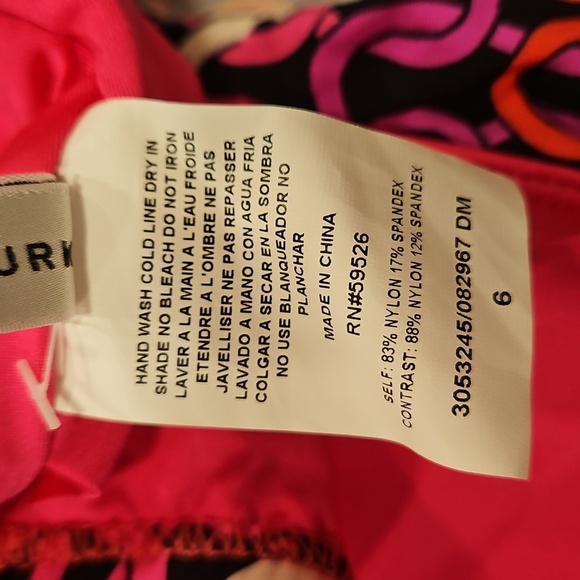 URK
HAND WASH COLD LINE DRY IN
SHADE NO BLEACH DO NOT IRON
LAVER A LA MAIN A L'EAU FROIDE
ETENDRE A L'OMBRE NE PAS
JAVELLISER NE PAS REPASSER
LAVADO A MANO CON AGUA FRIA
COLGAR A SECAR EN LA SOMBRA
NO USE BLANQUEADOR NO
PLANCHAR
MADE IN CHINA
RN#59526
SELF: 83% NYLON 17% SPANDEX
CONTRAST: 88% NYLON 12% SPANDEX
3053245/082967 DM
6